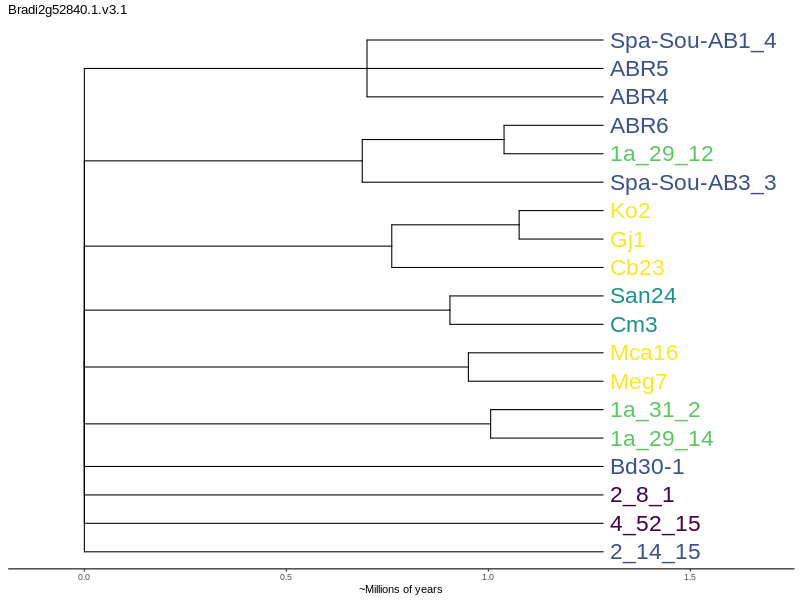 Bradi2g52840.1.v3.1
Spa-Sou-AB1_4
ABR5
ABR4
ABR6
1a_29_12
Spa-Sou-AB3_3
Ko2
Gj1
Cb23
San24
Cm3
Mca16
Meg7
1a_31_2
1a_29_14
Bd30-1
2_8_1
4_52_15
2_14_15
0.0 0.5 1.0 1.5
~Millions of years